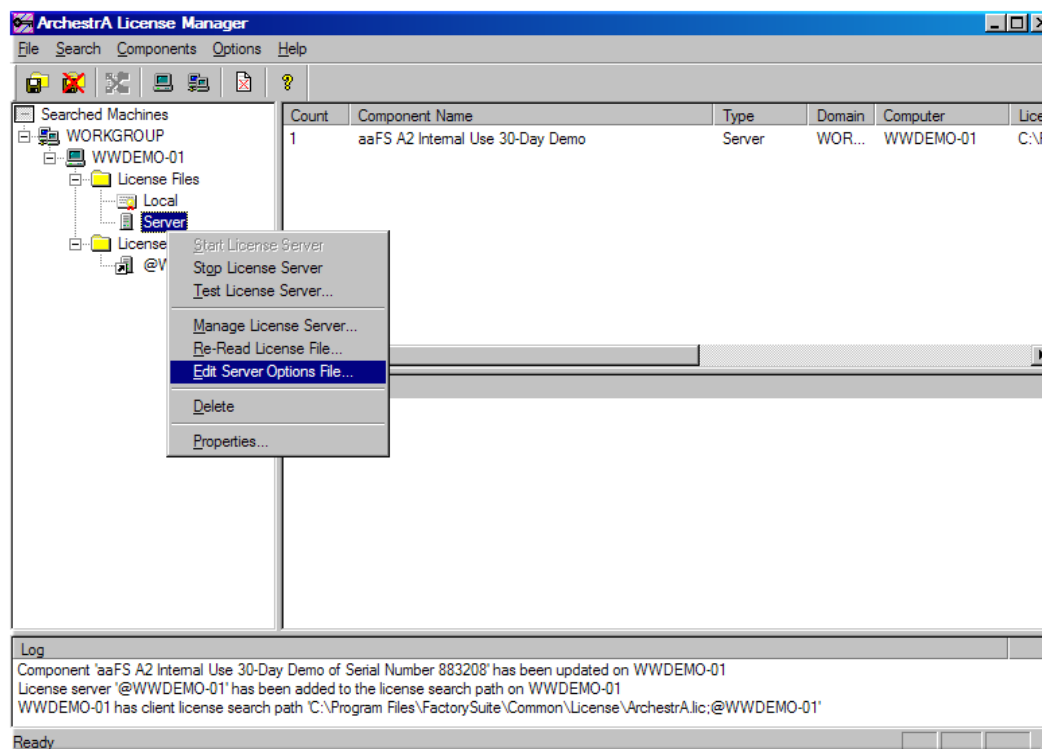 ArchestrA License Manager
File Search Components Options Help
Searched Machines
WORKGROUP
WWDEMO-01
License Files
Local
Server
License
@W
Count Component Name Type Domain Computer Lice
1 aaFS A2 Internal Use 30-Day Demo Server WOR... WWDEMO-01 C:\
Start License Server
Stop License Server
Test License Server...
Manage License Server...
Re-Read License File...
Edit Server Options File...
Delete
Properties...
Log
Component 'aaFS A2 Internal Use 30-Day Demo of Serial Number 883208' has been updated on WWDEMO-01
License server '@WWDEMO-01' has been added to the license search path on WWDEMO-01
WWDEMO-01 has client license search path 'C:\Program Files\FactorySuite\Common\License\ArchestrA.lic;@WWDEMO-01'
Ready